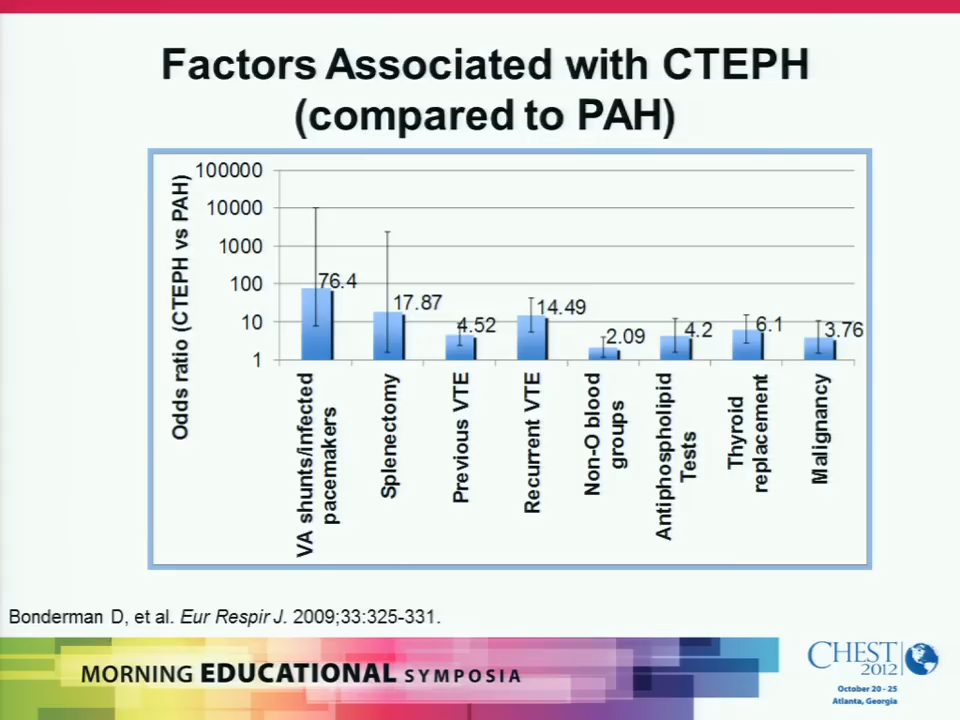 Factors Associated with CTEPH
(compared to PAH)
Odds ratio (CTEPH vs PAH)
100000
10000
1000
100
10
1
76.4
17.87
4.52
14.49
2.09
4.2
6.1
3.76
VA shunts/infected
pacemakers
Splenectomy
Previous VTE
Recurrent VTE
Non-O blood
groups
Antiphospholipid
Tests
Thyroid
replacement
Malignancy
Bonderman D, et al. Eur Respir J. 2009;33:325-331.
MORNING EDUCATIONAL SYMPOSIA
CHEST
2012
October 20 - 25
Atlanta, Georgia